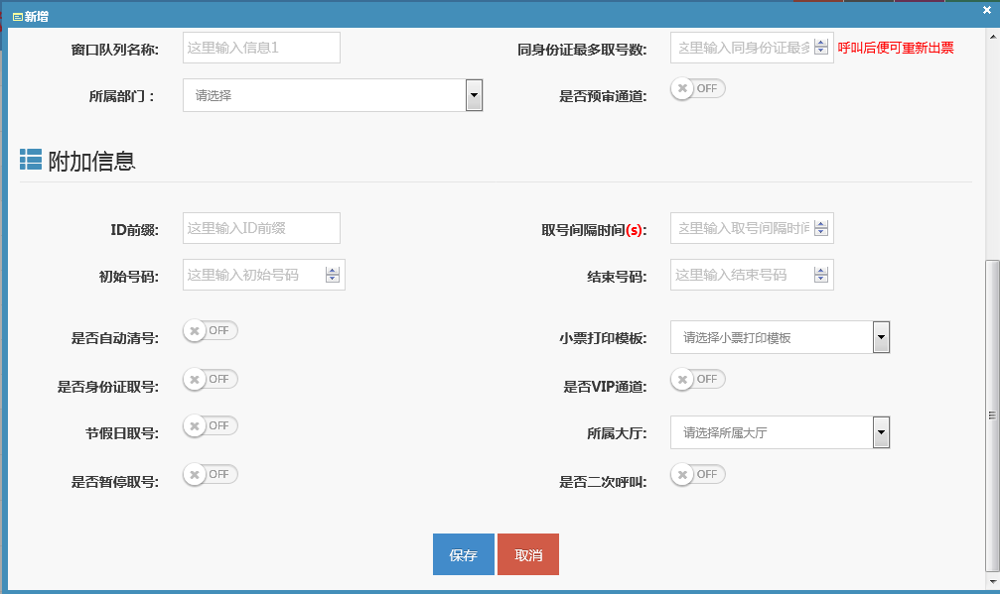 新增
窗口队列名称: 这里输入信息1 同身份证最多取号数: 这里输入同身份证最多 呼叫后便可重新出票
所属部门： 请选择 是否预审通道: OFF
附加信息
ID前缀: 这里输入ID前缀 取号间隔时间(s): 这里输入取号间隔时间
初始号码: 这里输入初始号码 结束号码: 这里输入结束号码
是否自动清号: OFF 小票打印模板: 请选择小票打印模板
是否身份证取号: OFF 是否VIP通道: OFF
节假日取号: OFF 所属大厅: 请选择所属大厅
是否暂停取号: OFF 是否二次呼叫: OFF
保存 取消